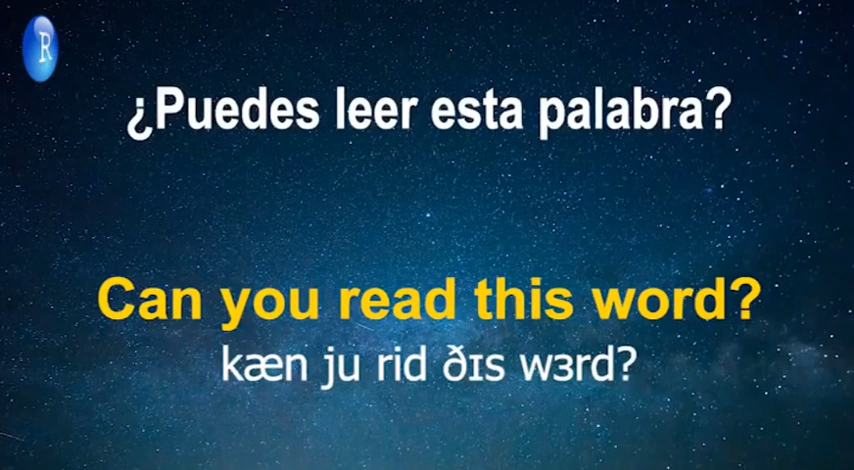 R
¿Puedes leer esta palabra?
Can you read this word?
kæn ju rid ðɪs wɜrd?